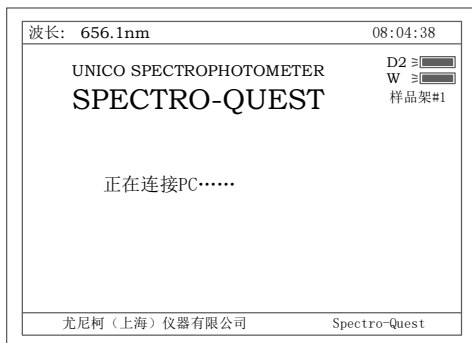 波长: 656.1nm 08:04:38
UNICO SPECTROPHOTOMETER
SPECTRO-QUEST
D2
W
样品架#1
正在连接PC……
尤尼柯（上海）仪器有限公司 Spectro-Quest